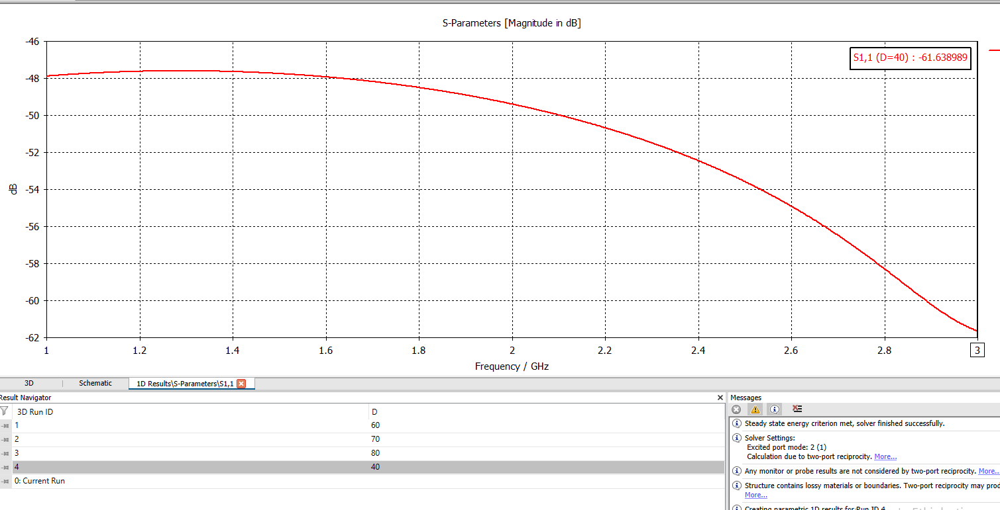 S-Parameters [Magnitude in dB]
S1,1 (D=40) : -61.638989
-46
-48
-50
-52
-54
-56
-58
-60
-62
dB
1 1.2 1.4 1.6 1.8 2 2.2 2.4 2.6 2.8 3
Frequency / GHz
3D Schematic 1D Results\S-Parameters\S1,1
Result Navigator
3D Run ID D
1 60
2 70
3 80
4 40
0: Current Run
Messages
Steady state energy criterion met, solver finished successfully.
Solver Settings:
Excited port mode: 2 (1)
Calculation due to two-port reciprocity. More...
Any monitor or probe results are not considered by two-port reciprocity. More...
Structure contains lossy materials or boundaries. Two-port reciprocity may prod
More...
Creating parametric 1D results for Run ID 4